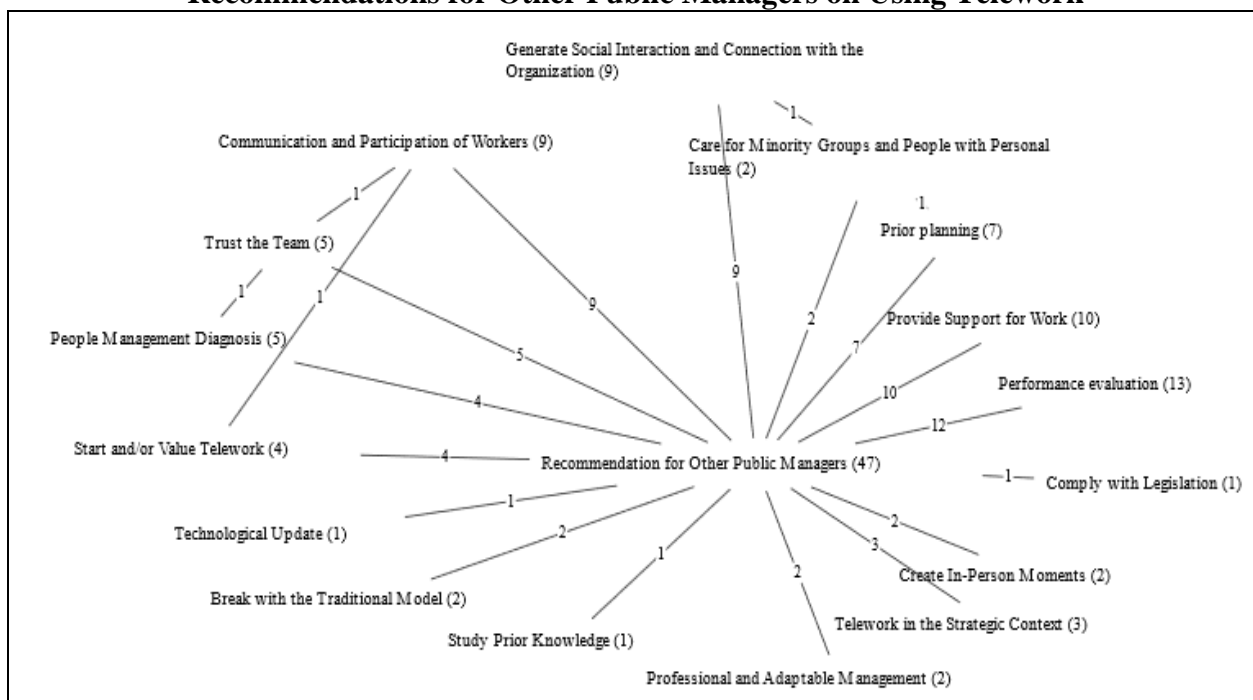 Recommendations for Other Public Managers on Using Telework
Generate Social Interaction and Connection with the
Organization (9)
1
Communication and Participation of Workers (9)
Care for Minority Groups and People with Personal
Issues (2)
1
1
Prior planning (7)
Trust the Team (5)
9
1
1
9
2
Provide Support for Work (10)
People Management Diagnosis (5)
5
7
Performance evaluation (13)
4
10
12
Start and/or Value Telework (4)
4
Recommendation for Other Public Managers (47)
1
Comply with Legislation (1)
1
2
Technological Update (1)
2
3
1
2
Create In-Person Moments (2)
Break with the Traditional Model (2)
Telework in the Strategic Context (3)
Study Prior Knowledge (1)
Professional and Adaptable Management (2)